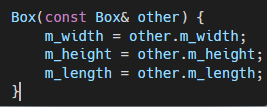 Box(const Box& other) {
    m_width = other.m_width;
    m_height = other.m_height;
    m_length = other.m_length;
}